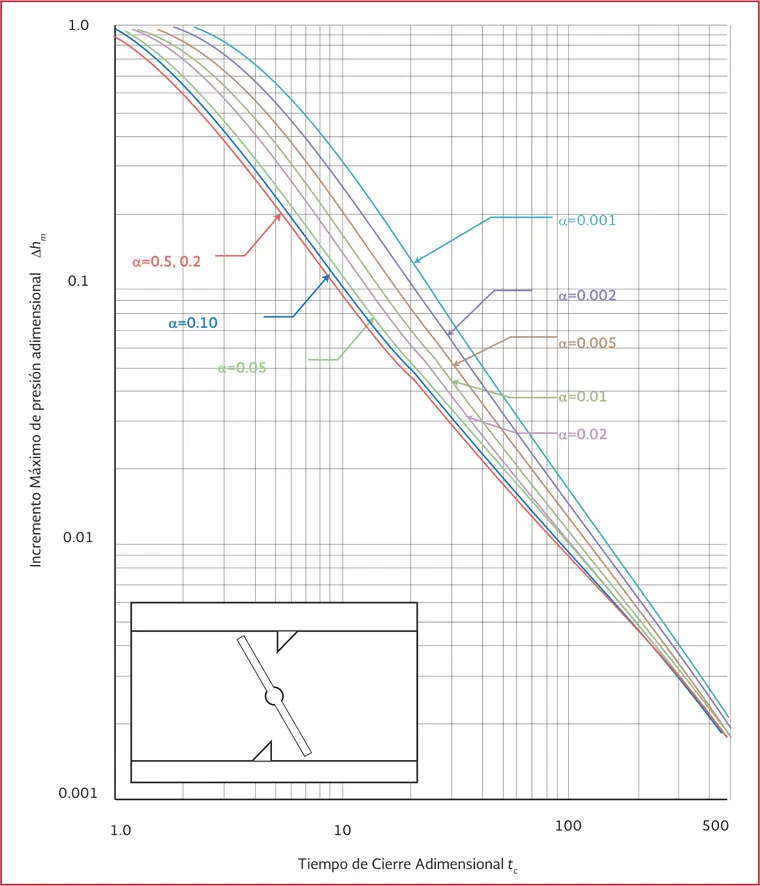 1.0
0.1
0.01
0.001
Incremento Máximo de presión adimensional Δhm
α=0.5, 0.2
α=0.10
α=0.05
α=0.001
α=0.002
α=0.005
α=0.01
α=0.02
1.0 10 100 500
Tiempo de Cierre Adimensional tc